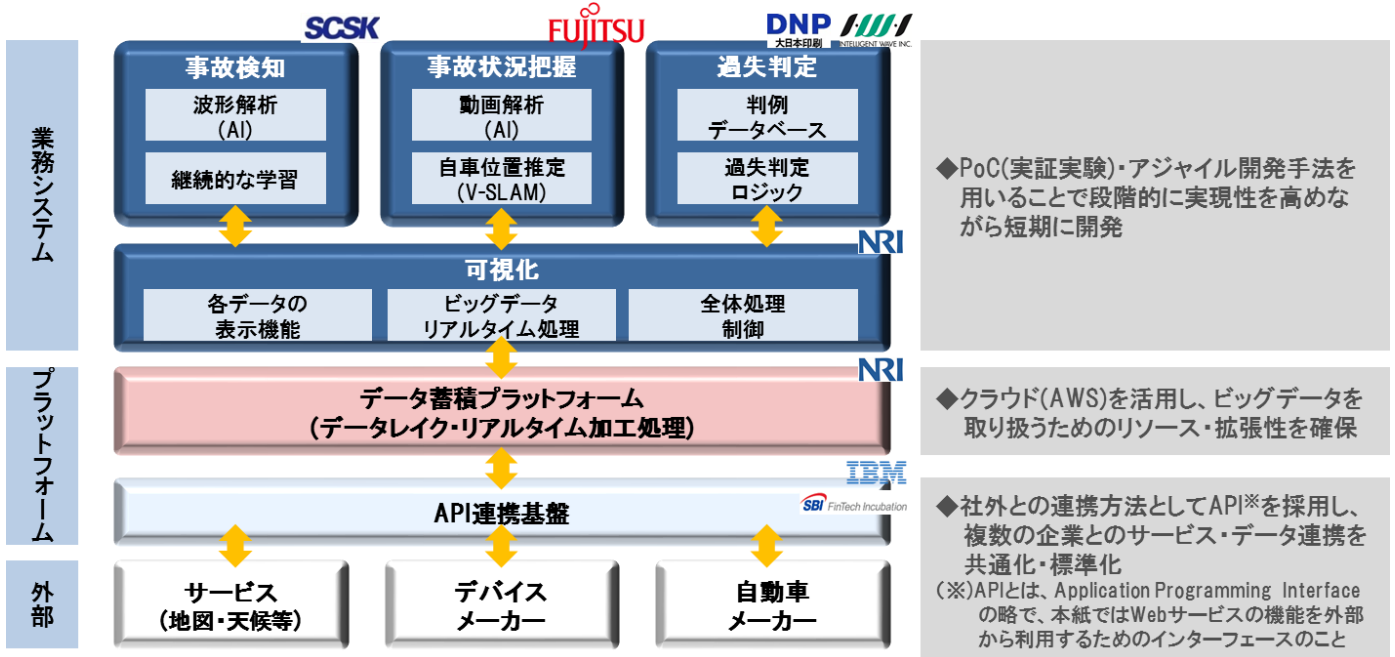 SCSK
FUJITSU
DNP
大日本印刷
INTELLIGENT WAVE INC.
業務システム
事故検知
波形解析
(AI)
継続的な学習
事故状況把握
動画解析
(AI)
自車位置推定
(V-SLAM)
過失判定
判例
データベース
過失判定
ロジック
NRI
可視化
各データの
表示機能
ビッグデータ
リアルタイム処理
全体処理
制御
◆PoC(実証実験)・アジャイル開発手法を
用いることで段階的に実現性を高めな
がら短期に開発
プラットフォーム
NRI
データ蓄積プラットフォーム
(データレイク・リアルタイム加工処理)
◆クラウド(AWS)を活用し、ビッグデータを
取り扱うためのリソース・拡張性を確保
IBM
SBI FinTech Incubation
API連携基盤
◆社外との連携方法としてAPI※を採用し、
複数の企業とのサービス・データ連携を
共通化・標準化
(※)APIとは、Application Programming Interface
の略で、本紙ではWebサービスの機能を外部
から利用するためのインターフェースのこと
外部
サービス
(地図・天候等)
デバイス
メーカー
自動車
メーカー